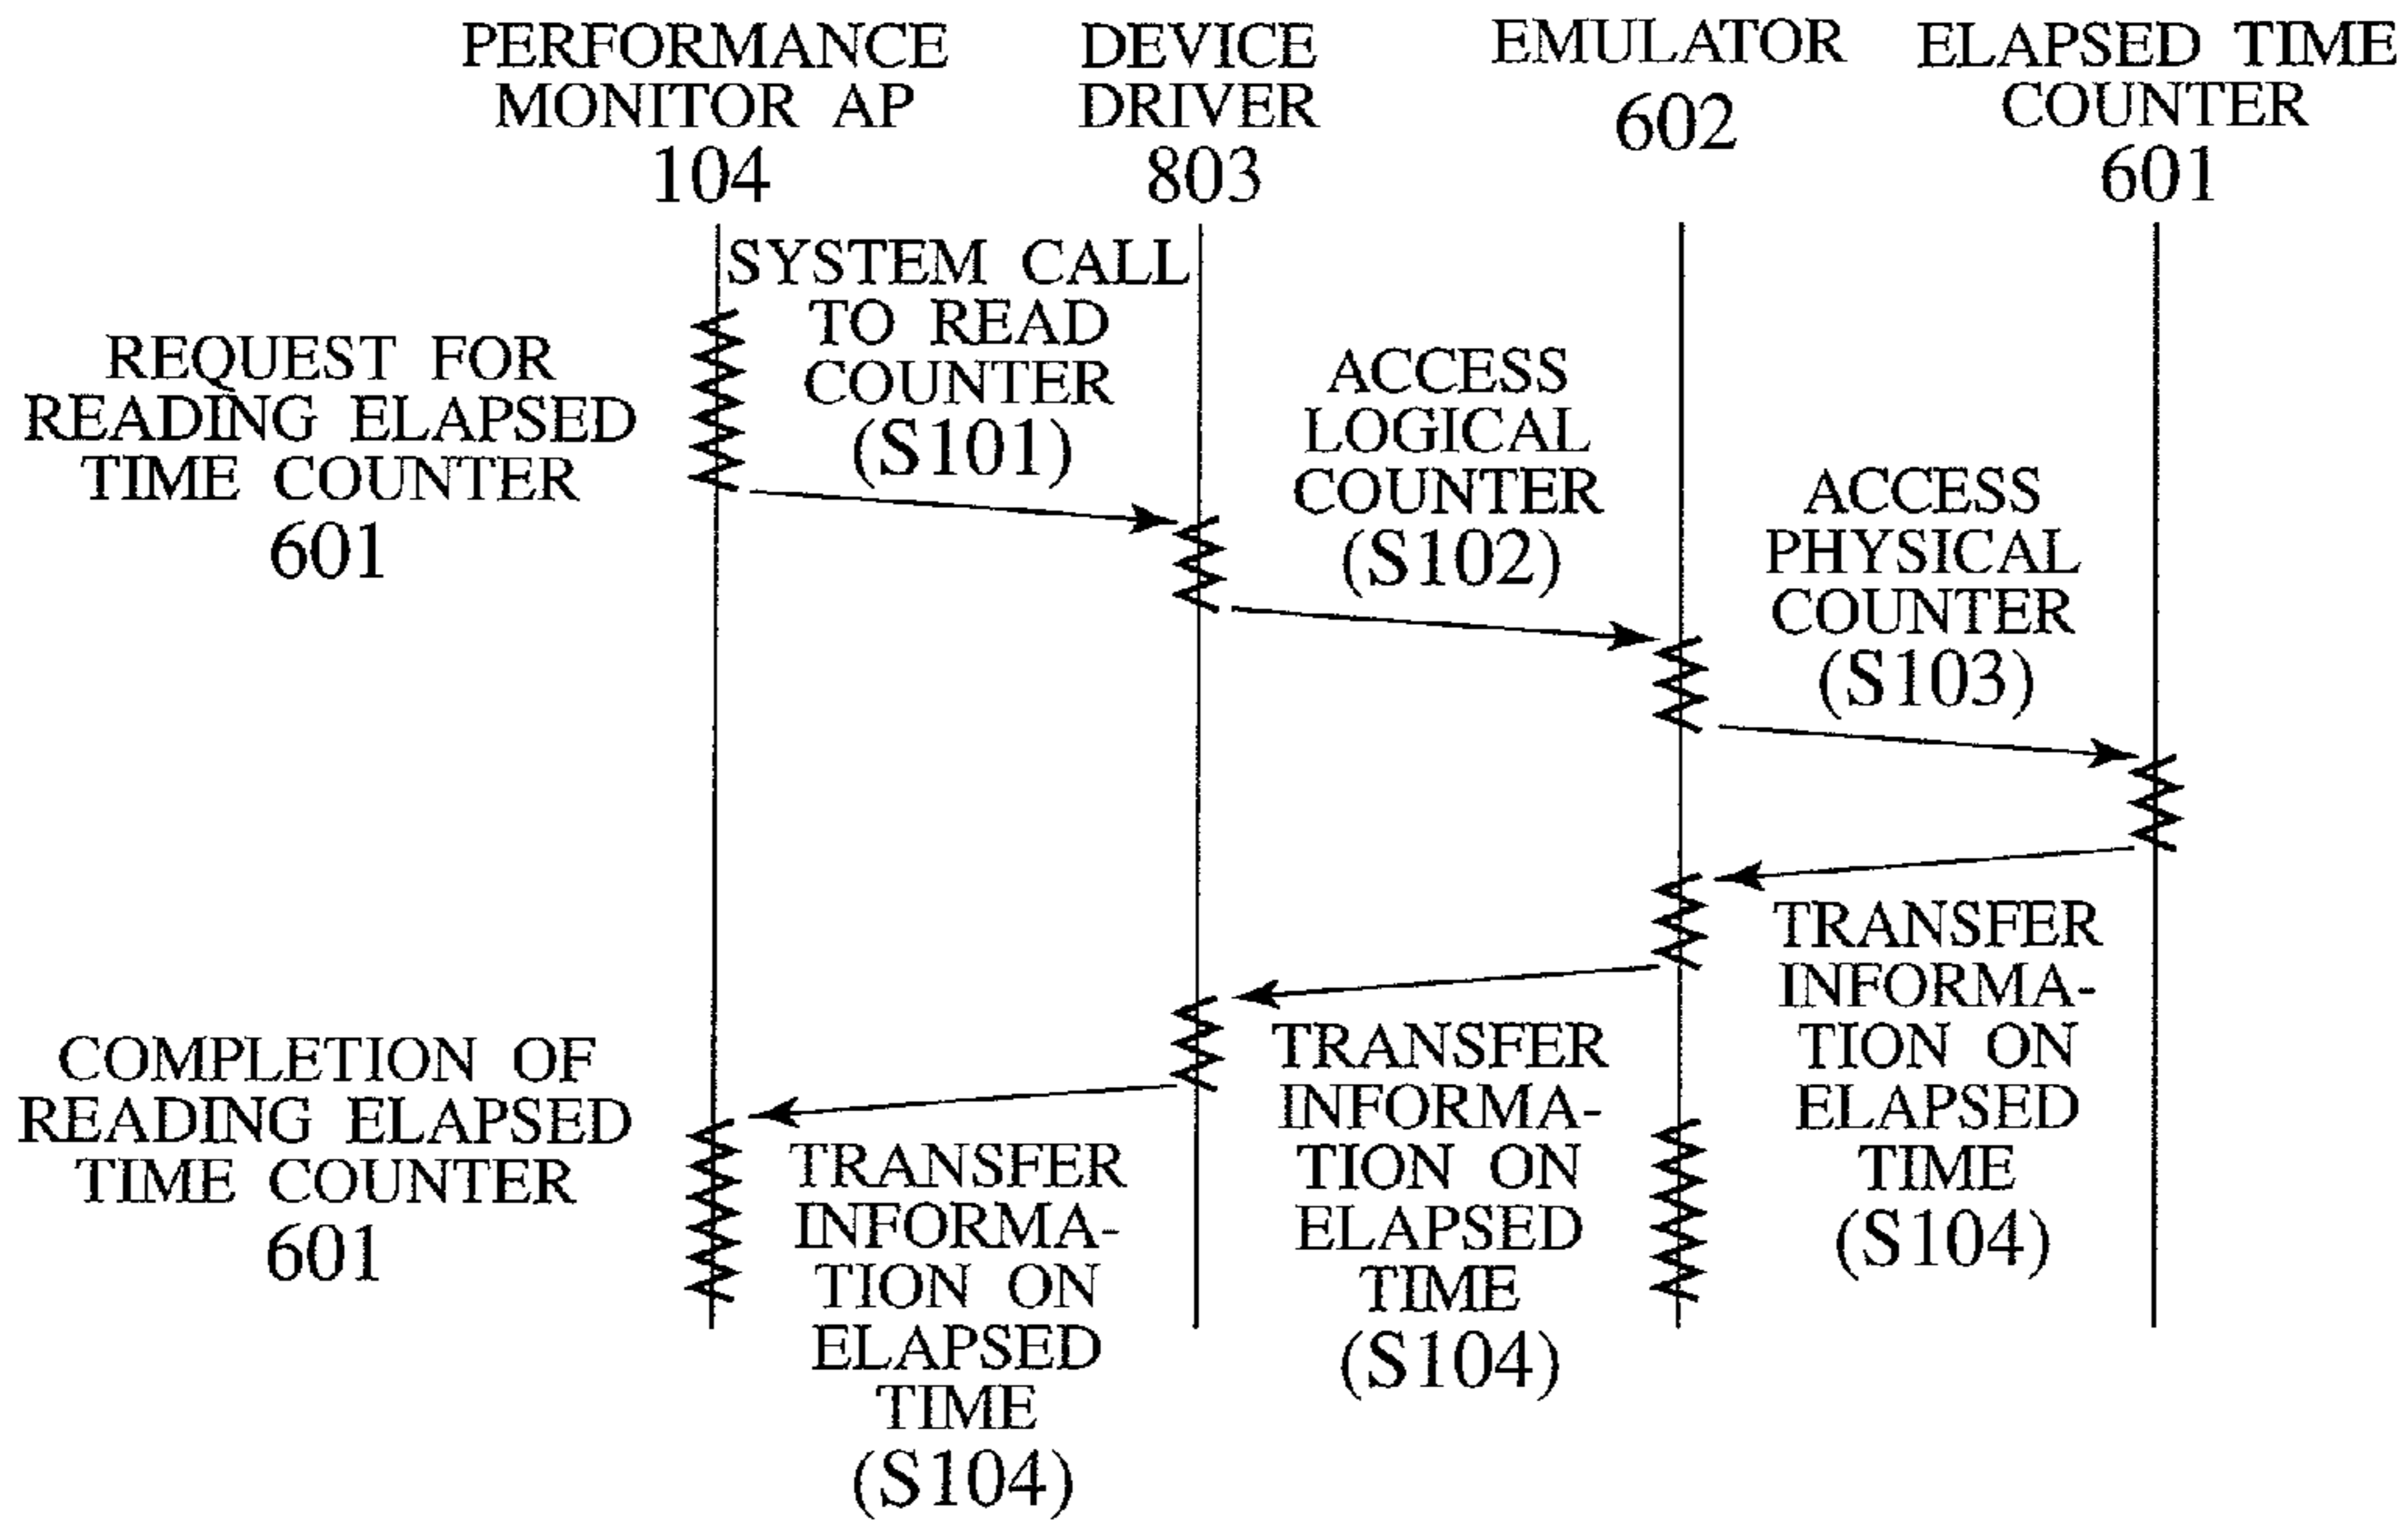 PERFORMANCE
MONITOR AP
104
DEVICE
DRIVER
803
EMULATOR
602
ELAPSED TIME
COUNTER
601
REQUEST FOR
READING ELAPSED
TIME COUNTER
601
SYSTEM CALL
TO READ
COUNTER
(S101)
ACCESS
LOGICAL
COUNTER
(S102)
ACCESS
PHYSICAL
COUNTER
(S103)
TRANSFER
INFORMA-
TION ON
ELAPSED
TIME
(S104)
TRANSFER
INFORMA-
TION ON
ELAPSED
TIME
(S104)
TRANSFER
INFORMA-
TION ON
ELAPSED
TIME
(S104)
COMPLETION OF
READING ELAPSED
TIME COUNTER
601